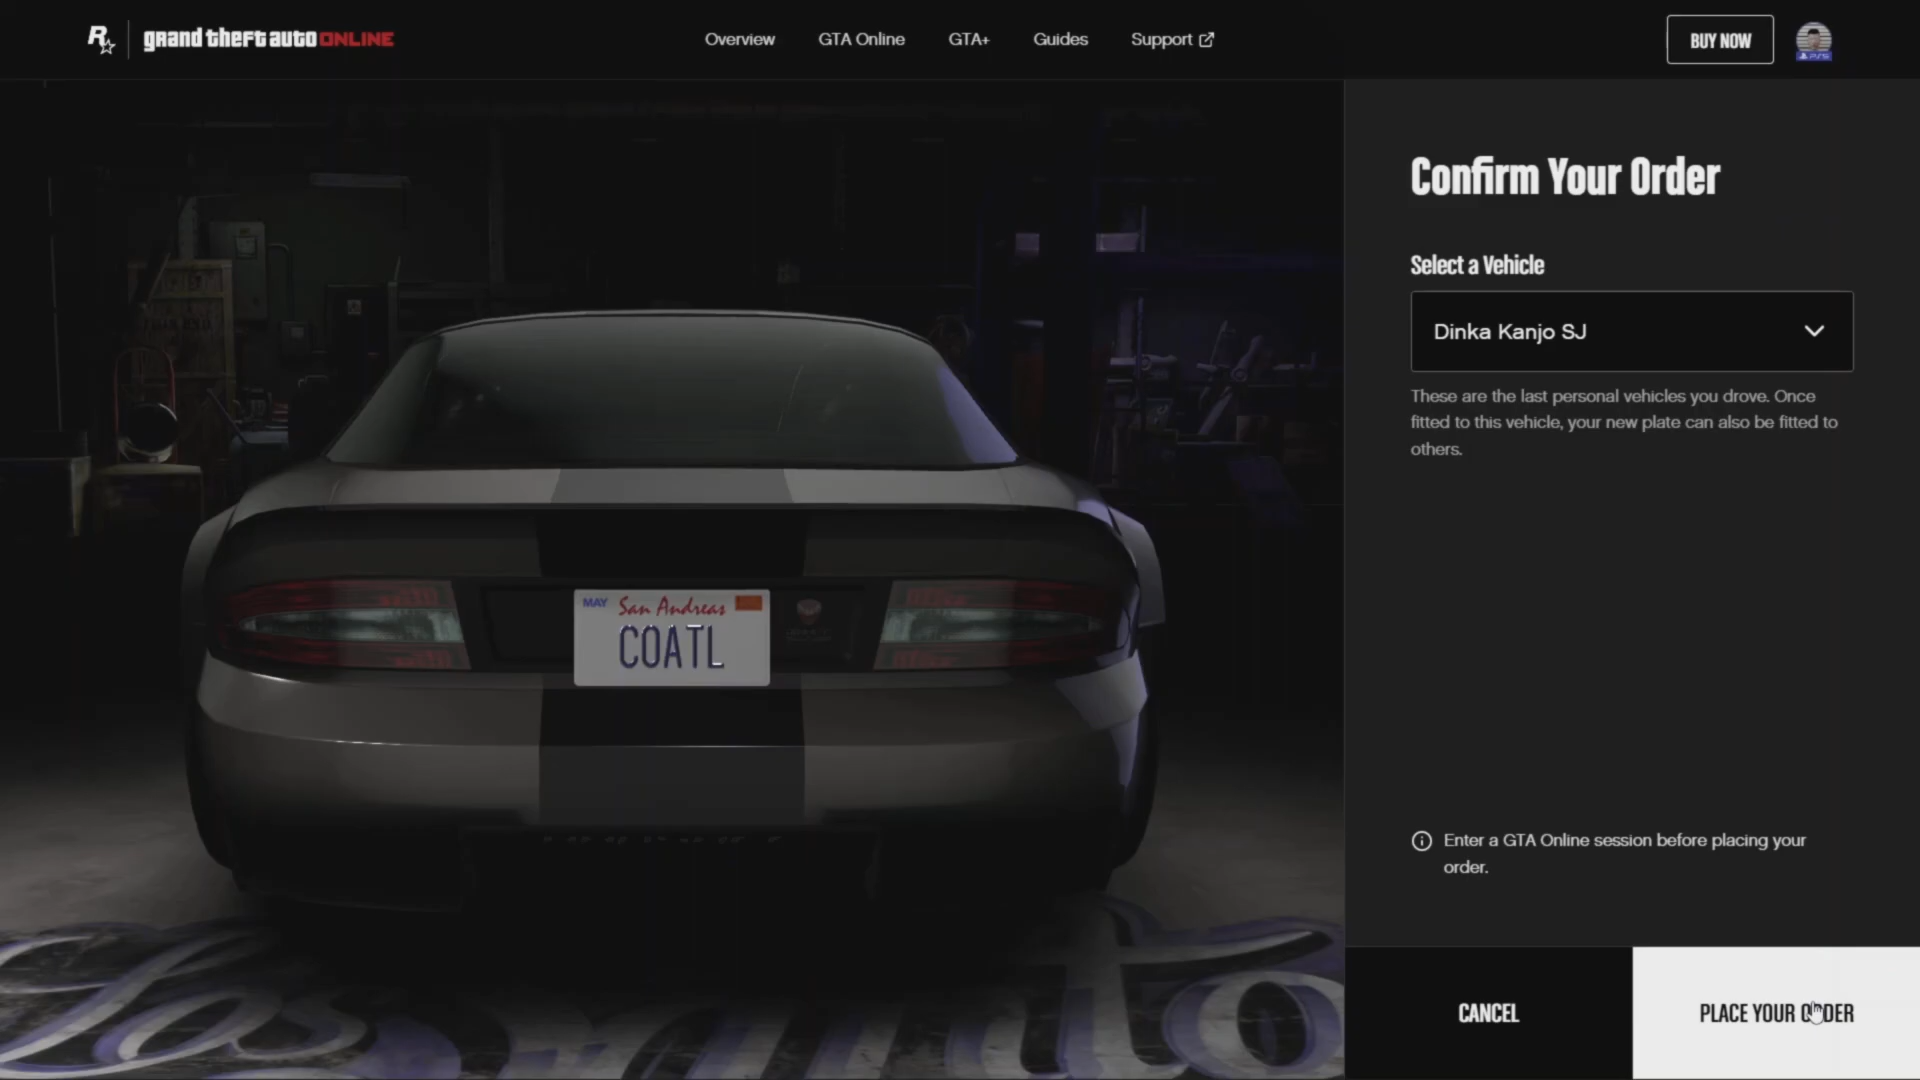 R grand theft auto ONLINE
Overview
GTA Online
GTA+
Guides
Support
BUY NOW
PS5
Confirm Your Order
Select a Vehicle
Dinka Kanjo SJ
These are the last personal vehicles you drove. Once
fitted to this vehicle, your new plate can also be fitted to
others.
MAY San Andreas
COATL
Enter a GTA Online session before placing your
order.
CANCEL
PLACE YOUR ORDER
Los Santos